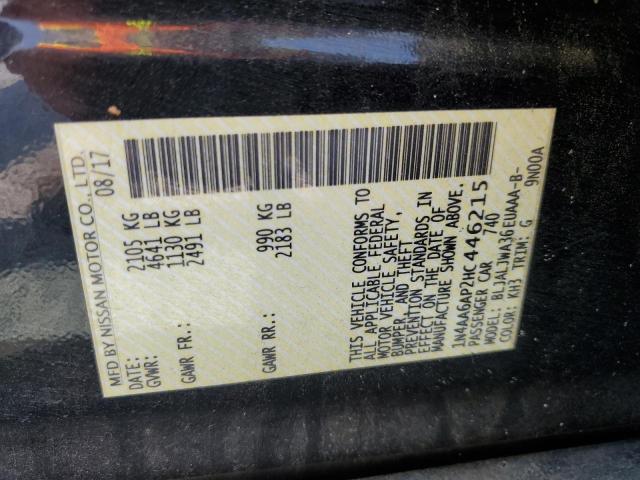 MFD BY NISSAN MOTOR CO., LTD.
DATE: 08/17
GVWR: 2105 KG
4641 LB
GAWR FR.: 1130 KG
2491 LB
GAWR RR.: 990 KG
2183 LB
THIS VEHICLE CONFORMS TO
ALL APPLICABLE FEDERAL
MOTOR VEHICLE SAFETY,
BUMPER, AND THEFT
PREVENTION STANDARDS IN
EFFECT ON THE DATE OF
MANUFACTURE SHOWN ABOVE.
1N4AA6AP2HC446215
PASSENGER CAR 7/40
MODEL: BLJALJWA36EUAAA-B-
COLOR: KH3 TRIM: G 9N00A